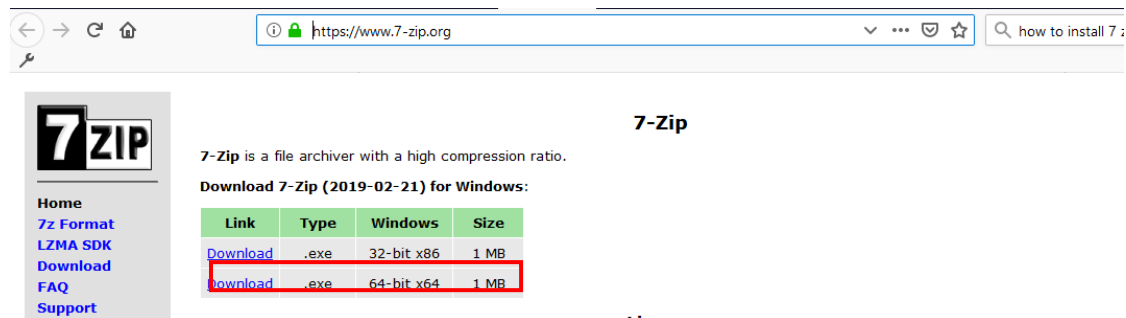 https://www.7-zip.org
how to install 7 z
7 ZIP
7-Zip
7-Zip is a file archiver with a high compression ratio.
Download 7-Zip (2019-02-21) for Windows:
Link Type Windows Size
Download .exe 32-bit x86 1 MB
Download .exe 64-bit x64 1 MB
Home
7z Format
LZMA SDK
Download
FAQ
Support